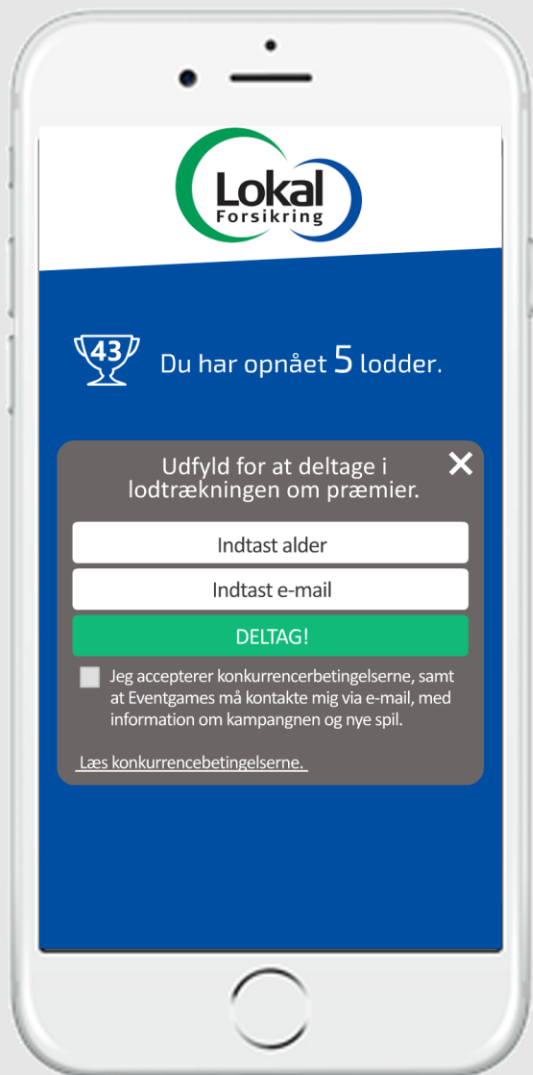 Lokal
Forsikring
43
Du har opnået 5 lodder.
Udfyld for at deltage i
lodtrækningen om præmier.
Indtast alder
Indtast e-mail
DELTAG!
Jeg accepterer konkurrencerbetingelserne, samt
at Eventgames må kontakte mig via e-mail, med
information om kampangnen og nye spil.
Læs konkurrencebetingelserne.